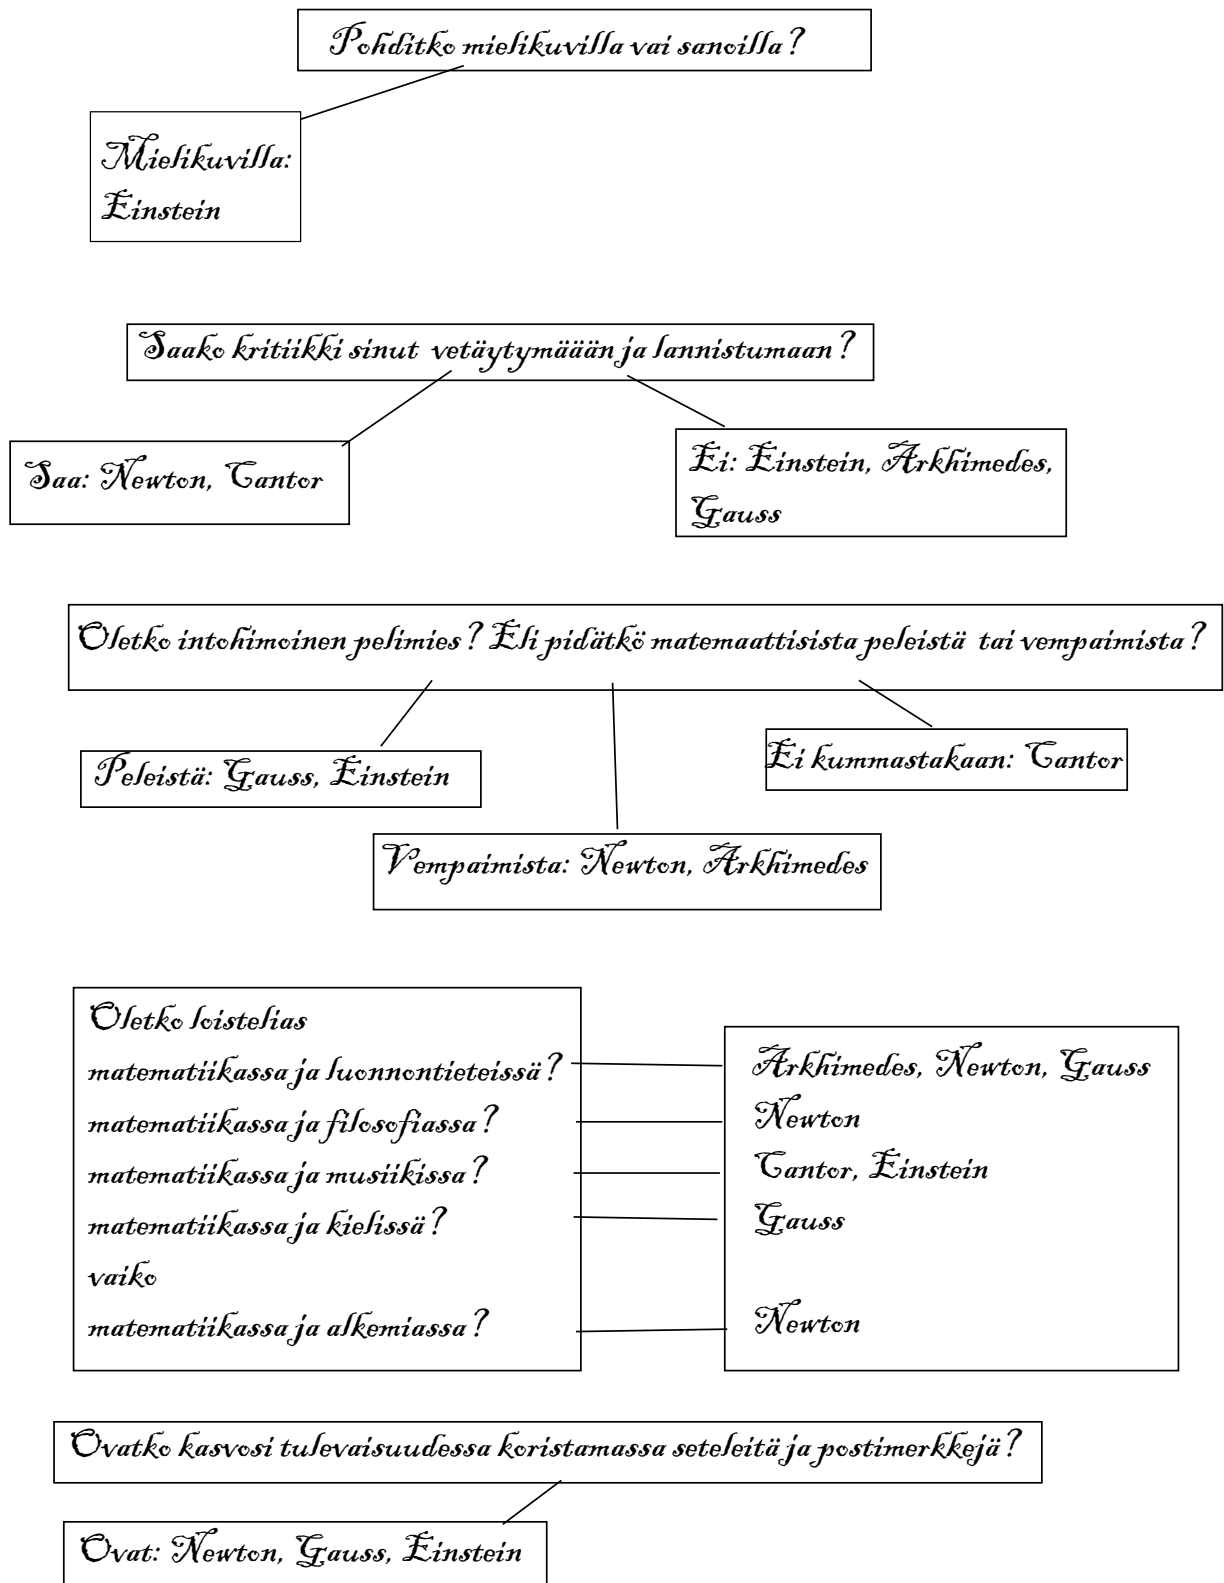 Pohditko mielikuvilla vai sanoilla?
Mielikuvilla:
Einstein
Saako kritiikki sinut vetäytymäään ja lannistumaan?
Saa: Newton, Cantor
Ei: Einstein, Arkhimedes,
Gauss
Oletko intohimoinen pelimies? Eli pidätkö matemaattisista peleistä tai vempaimista?
Peleistä: Gauss, Einstein
Ei kummastakaan: Cantor
Vempaimista: Newton, Arkhimedes
Oletko loistelias
matematiikassa ja luonnontieteissä?
matematiikassa ja filosofiassa?
matematiikassa ja musiikissa?
matematiikassa ja kielissä?
vaiko
matematiikassa ja alkemiassa?
Arkhimedes, Newton, Gauss
Newton
Cantor, Einstein
Gauss
Newton
Ovatko kasvosi tulevaisuudessa koristamassa seteleitä ja postimerkkejä?
Ovat: Newton, Gauss, Einstein